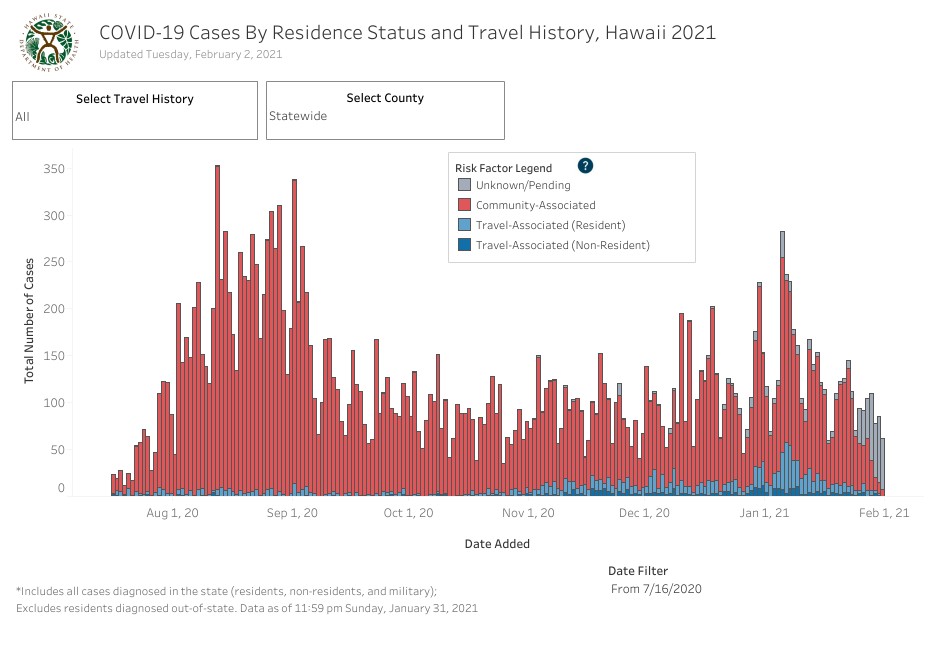 HAWAII STATE
DEPARTMENT OF HEALTH
COVID-19 Cases By Residence Status and Travel History, Hawaii 2021
Updated Tuesday, February 2, 2021
Select Travel History
All
Select County
Statewide
Risk Factor Legend ?
Unknown/Pending
Community-Associated
Travel-Associated (Resident)
Travel-Associated (Non-Resident)
Total Number of Cases
350
300
250
200
150
100
50
0
Aug 1, 20 Sep 1, 20 Oct 1, 20 Nov 1, 20 Dec 1, 20 Jan 1, 21 Feb 1, 21
Date Added
Date Filter
From 7/16/2020
*Includes all cases diagnosed in the state (residents, non-residents, and military);
Excludes residents diagnosed out-of-state. Data as of 11:59 pm Sunday, January 31, 2021